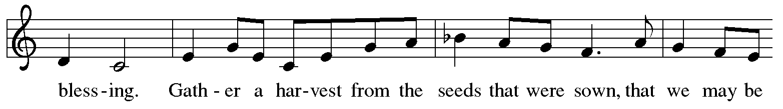 bless-ing. Gath-er a har-vest from the seeds that were sown, that we may be